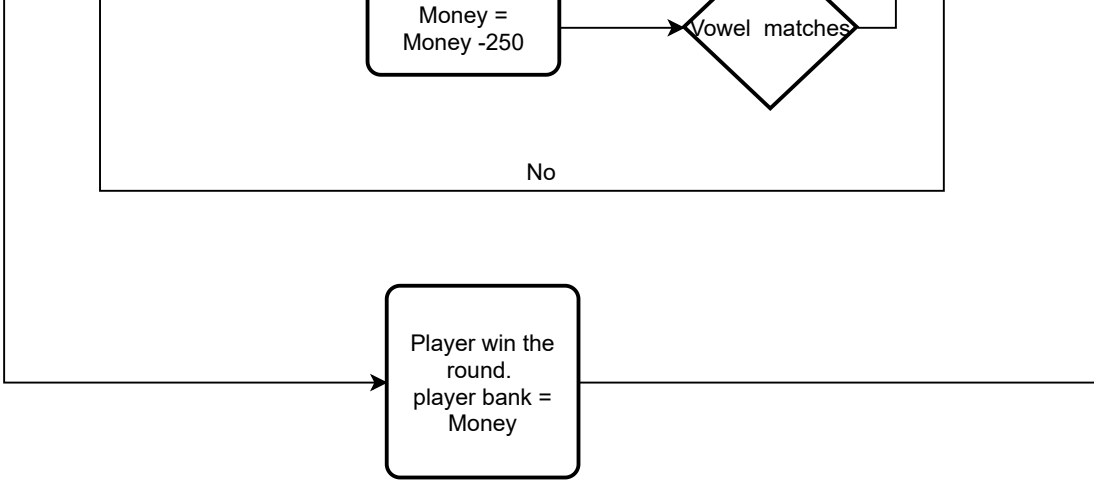 Money =
Money -250
Vowel  matches
No
Player win the
round.
player bank =
Money